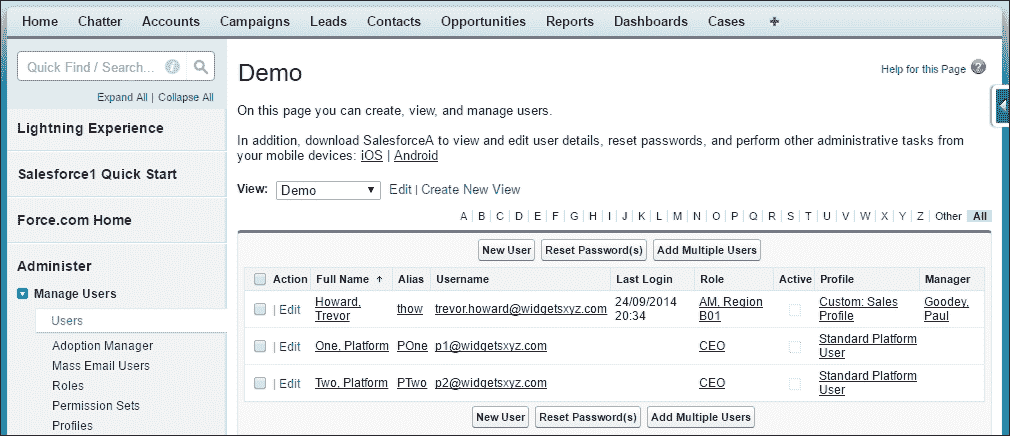 Home Chatter Accounts Campaigns Leads Contacts Opportunities Reports Dashboards Cases +
Quick Find / Search...
Expand All | Collapse All
Lightning Experience
Salesforce1 Quick Start
Force.com Home
Administer
Manage Users
Users
Adoption Manager
Mass Email Users
Roles
Permission Sets
Profiles
Demo
Help for this Page ?
On this page you can create, view, and manage users.
In addition, download SalesforceA to view and edit user details, reset passwords, and perform other administrative tasks from
your mobile devices: iOS | Android
View: Demo Edit | Create New View
A | B | C | D | E | F | G | H | I | J | K | L | M | N | O | P | Q | R | S | T | U | V | W | X | Y | Z | Other All
New User Reset Password(s) Add Multiple Users
Action Full Name ↑ Alias Username Last Login Role Active Profile Manager
| Edit Howard, thow trevor.howard@widgetsxyz.com 24/09/2014 AM, Region Custom: Sales Goodey,
Trevor 20:34 B01 Profile Paul
| Edit One, Platform POne p1@widgetsxyz.com CEO Standard Platform
User
| Edit Two, Platform PTwo p2@widgetsxyz.com CEO Standard Platform
User
New User Reset Password(s) Add Multiple Users